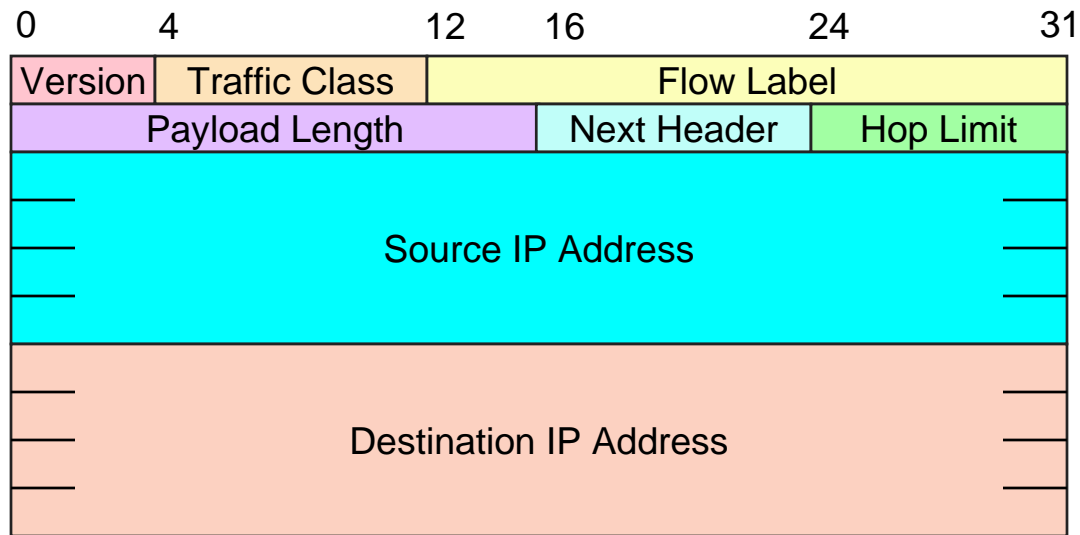 0 4 12 16 24 31
Version Traffic Class Flow Label
Payload Length Next Header Hop Limit
Source IP Address
Destination IP Address